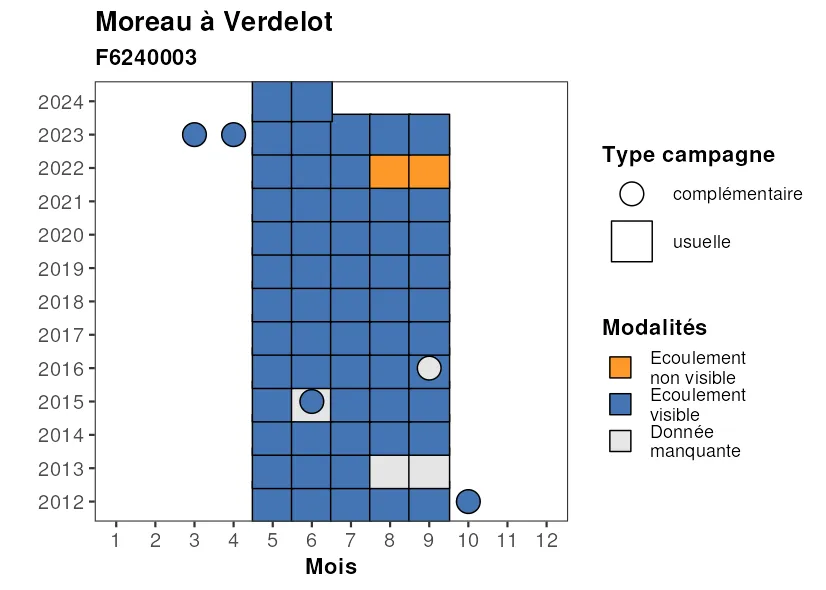 Moreau à Verdelot
F6240003
2024
2023
2022
2021
2020
2019
2018
2017
2016
2015
2014
2013
2012
1 2 3 4 5 6 7 8 9 10 11 12
Mois
Type campagne
complémentaire
usuelle
Modalités
Ecoulement
non visible
Ecoulement
visible
Donnée
manquante